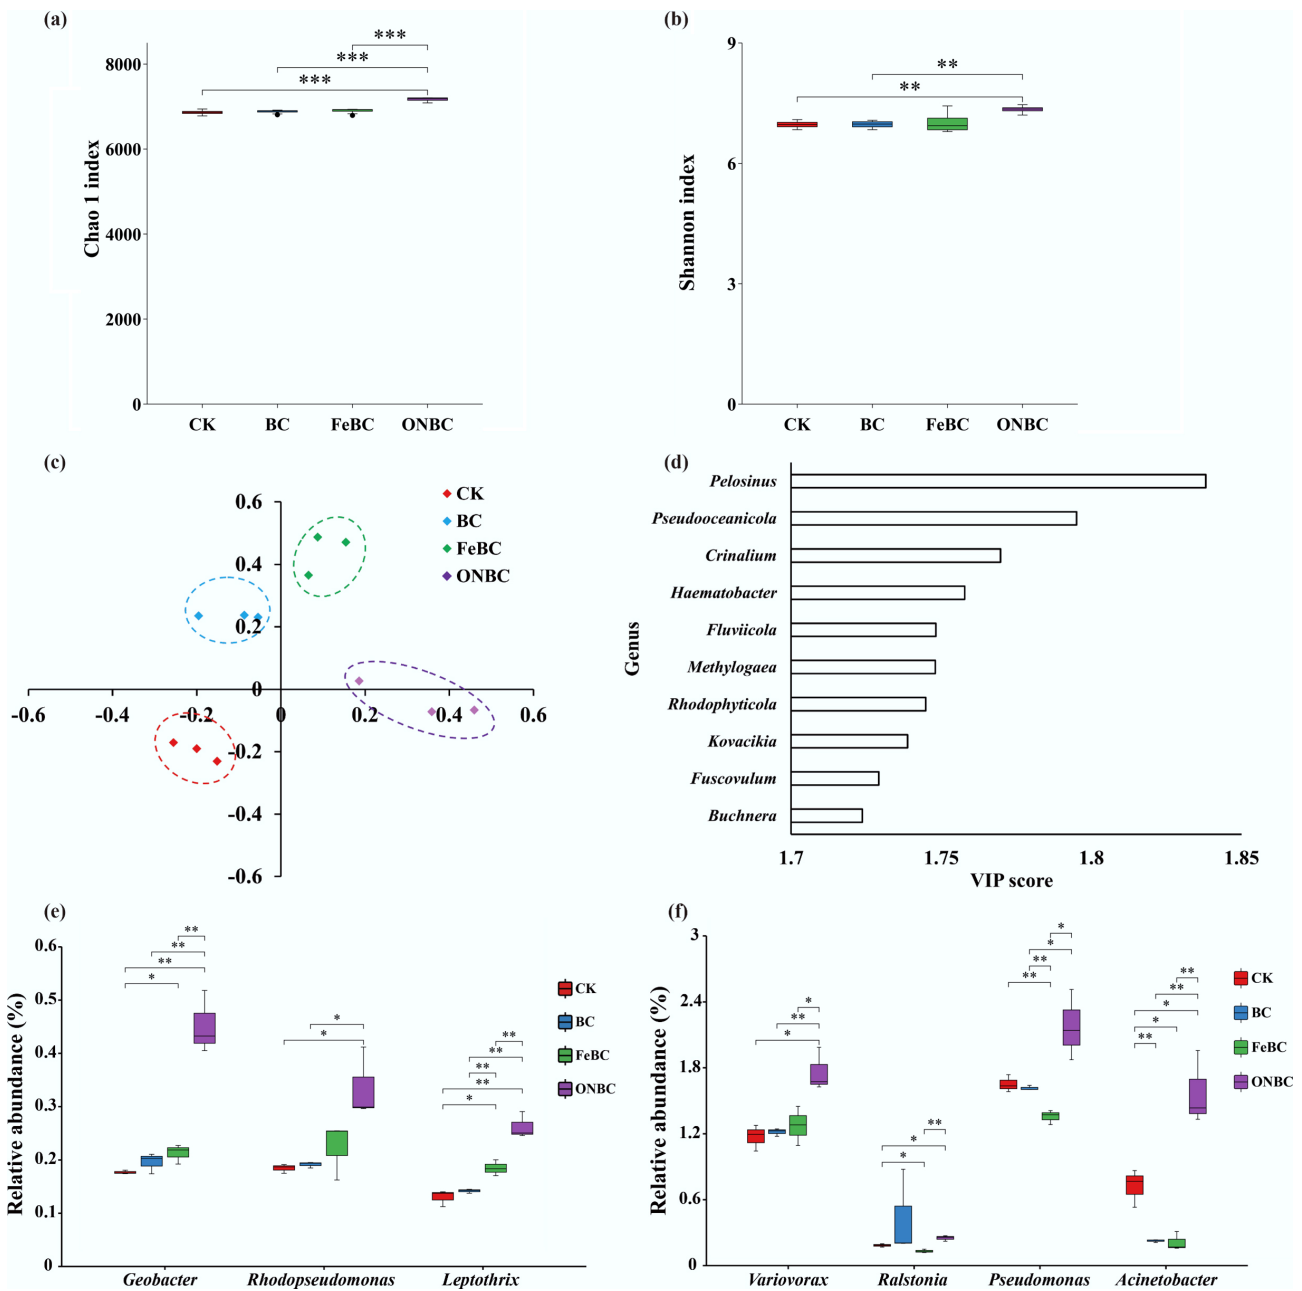 (a)
Chao 1 index
8000
6000
4000
2000
0
***
***
***
CK
BC
FeBC
ONBC
(b)
Shannon index
9
6
3
0
**
**
CK
BC
FeBC
ONBC
(c)
0.6
0.4
0.2
0
-0.2
-0.4
-0.6
-0.6
-0.4
-0.2
0
0.2
0.4
0.6
CK
BC
FeBC
ONBC
(d)
Genus
Pelosinus
Pseudooceanicola
Crinalium
Haematobacter
Fluviicola
Methylogaea
Rhodophyticola
Kovacikia
Fuscovulum
Buchnera
1.7
1.75
1.8
1.85
VIP score
(e)
Relative abundance (%)
0.6
0.5
0.4
0.3
0.2
0.1
0
**
**
**
*
*
*
**
**
**
**
*
CK
BC
FeBC
ONBC
Geobacter
Rhodopseudomonas
Leptothrix
(f)
Relative abundance (%)
3
2.4
1.8
1.2
0.6
0
*
**
*
**
*
*
*
*
**
**
**
**
*
*
**
CK
BC
FeBC
ONBC
Variovorax
Ralstonia
Pseudomonas
Acinetobacter